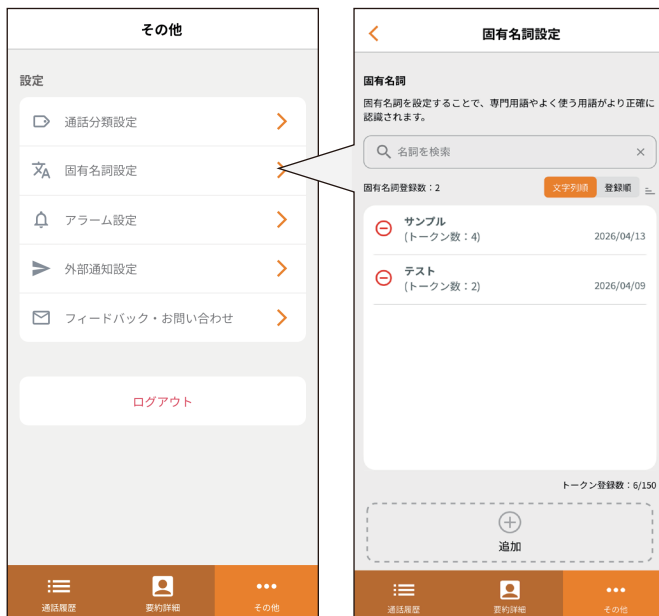 その他
設定
通話分類設定
固有名詞設定
アラーム設定
外部通知設定
フィードバック・お問い合わせ
ログアウト
通話履歴
要約詳細
その他
固有名詞設定
固有名詞
固有名詞を設定することで、専門用語やよく使う用語がより正確に
認識されます。
名詞を検索
固有名詞登録数：2
文字列順
登録順
サンプル
(トークン数：4)
2026/04/13
テスト
(トークン数：2)
2026/04/09
トークン登録数：6/150
追加
通話履歴
要約詳細
その他